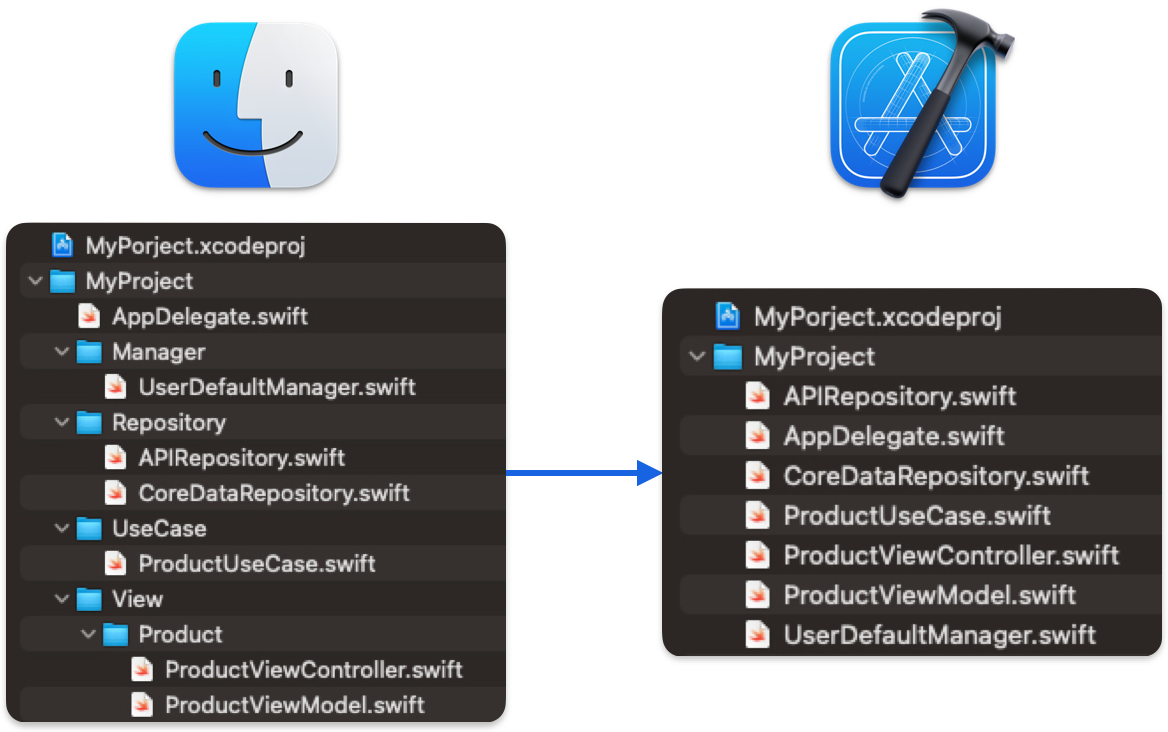 MyPorject.xcodeproj
MyProject
AppDelegate.swift
Manager
UserDefaultManager.swift
Repository
APIRepository.swift
CoreDataRepository.swift
UseCase
ProductUseCase.swift
View
Product
ProductViewController.swift
ProductViewModel.swift
MyPorject.xcodeproj
MyProject
APIRepository.swift
AppDelegate.swift
CoreDataRepository.swift
ProductUseCase.swift
ProductViewController.swift
ProductViewModel.swift
UserDefaultManager.swift